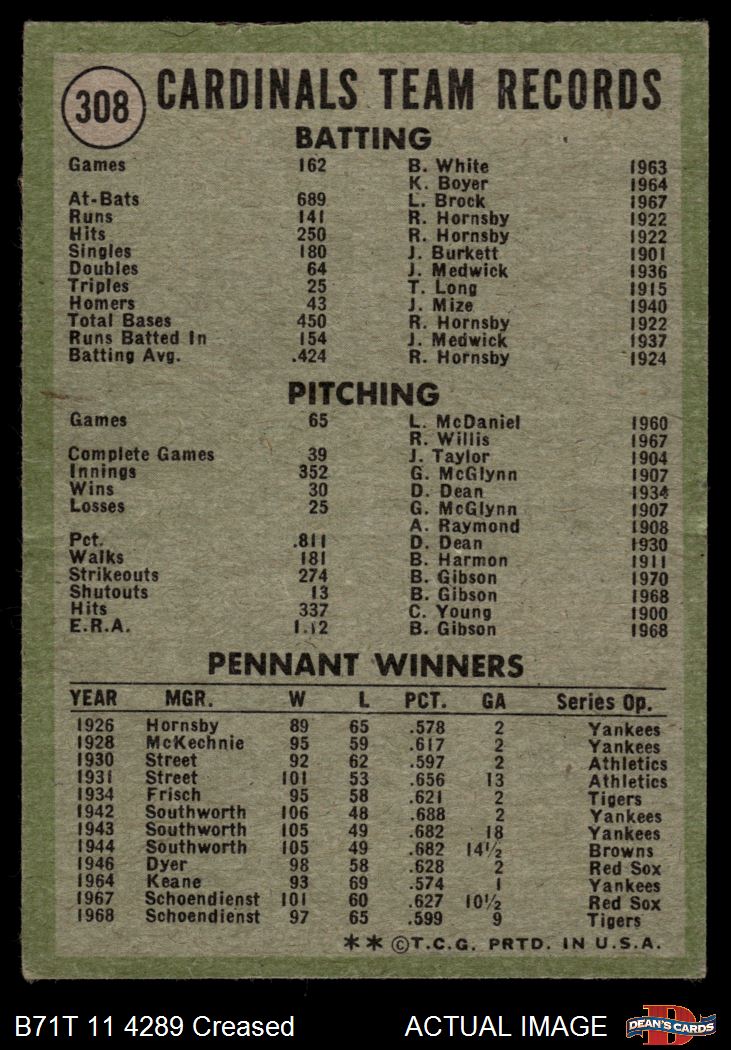 308 CARDINALS TEAM RECORDS
BATTING
Games 162 B. White 1963
K. Boyer 1964
At-Bats 689 L. Brock 1967
Runs 141 R. Hornsby 1922
Hits 250 R. Hornsby 1922
Singles 180 J. Burkett 1901
Doubles 64 J. Medwick 1936
Triples 25 T. Long 1915
Homers 43 J. Mize 1940
Total Bases 450 R. Hornsby 1922
Runs Batted In 154 J. Medwick 1937
Batting Avg. .424 R. Hornsby 1924
PITCHING
Games 65 L. McDaniel 1960
R. Willis 1967
Complete Games 39 J. Taylor 1904
Innings 352 G. McGlynn 1907
Wins 30 D. Dean 1934
Losses 25 G. McGlynn 1907
A. Raymond 1908
Pct. .811 D. Dean 1930
Walks 181 B. Harmon 1911
Strikeouts 274 B. Gibson 1970
Shutouts 13 B. Gibson 1968
Hits 337 C. Young 1900
E.R.A. 1.12 B. Gibson 1968
PENNANT WINNERS
YEAR MGR. W L PCT. GA Series Op.
1926 Hornsby 89 65 .578 2 Yankees
1928 McKechnie 95 59 .617 2 Yankees
1930 Street 92 62 .597 2 Athletics
1931 Street 101 53 .656 13 Athletics
1934 Frisch 95 58 .621 2 Tigers
1942 Southworth 106 48 .688 2 Yankees
1943 Southworth 105 49 .682 18 Yankees
1944 Southworth 105 49 .682 14½ Browns
1946 Dyer 98 58 .628 2 Red Sox
1964 Keane 93 69 .574 1 Yankees
1967 Schoendienst 101 60 .627 10½ Red Sox
1968 Schoendienst 97 65 .599 9 Tigers
** ©T.C.G. PRTD. IN U.S.A.
B71T 11 4289 Creased ACTUAL IMAGE DEAN'S CARDS